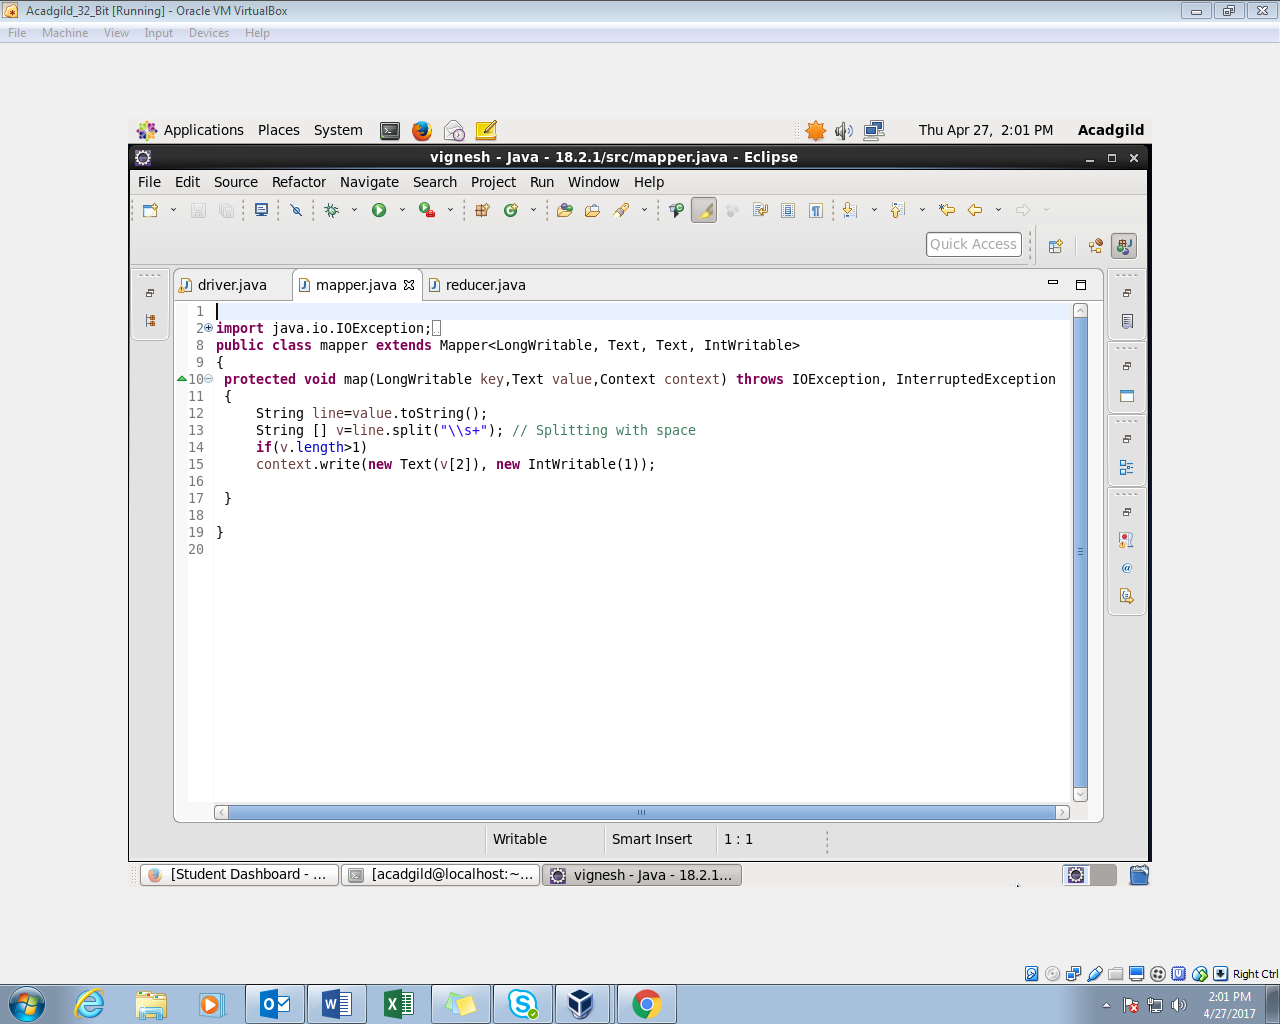 Acadgild_32_Bit [Running] - Oracle VM VirtualBox
File Machine View Input Devices Help
Applications Places System Thu Apr 27, 2:01 PM Acadgild
vignesh - Java - 18.2.1/src/mapper.java - Eclipse
File Edit Source Refactor Navigate Search Project Run Window Help
Quick Access
driver.java mapper.java reducer.java
1
2 import java.io.IOException;
8 public class mapper extends Mapper<LongWritable, Text, Text, IntWritable>
9 {
10 protected void map(LongWritable key,Text value,Context context) throws IOException, InterruptedException
11 {
12 String line=value.toString();
13 String [] v=line.split("\\s+"); // Splitting with space
14 if(v.length>1)
15 context.write(new Text(v[2]), new IntWritable(1));
16
17 }
18
19 }
20
Writable Smart Insert 1 : 1
[Student Dashboard - ... [acadgild@localhost:~... vignesh - Java - 18.2.1...
Right Ctrl
2:01 PM
4/27/2017